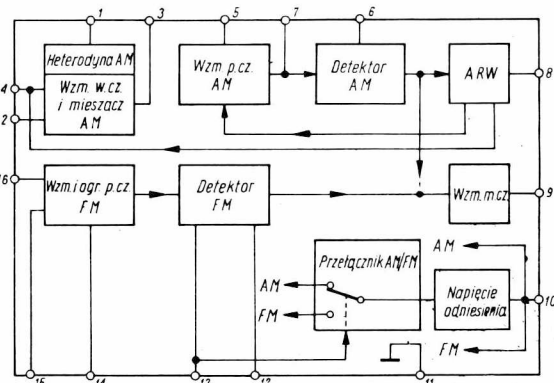 1 3 5 7 6
Heterodyna AM
Wzm. w.cz.
i mieszacz
AM
Wzm. p.cz.
AM
Detektor
AM
ARW
8
4
2
16
Wzm. i ogr. p.cz.
FM
Detektor
FM
Wzm. m.cz.
9
Przełącznik AM/FM
AM
FM
AM
Napięcie
odniesienia
10
FM
15 14 13 12 11